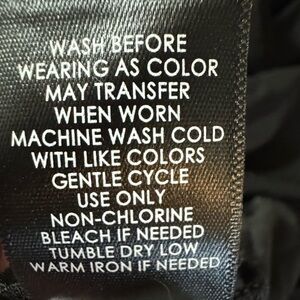 WASH BEFORE
WEARING AS COLOR
MAY TRANSFER
WHEN WORN
MACHINE WASH COLD
WITH LIKE COLORS
GENTLE CYCLE
USE ONLY
NON-CHLORINE
BLEACH IF NEEDED
TUMBLE DRY LOW
WARM IRON IF NEEDED